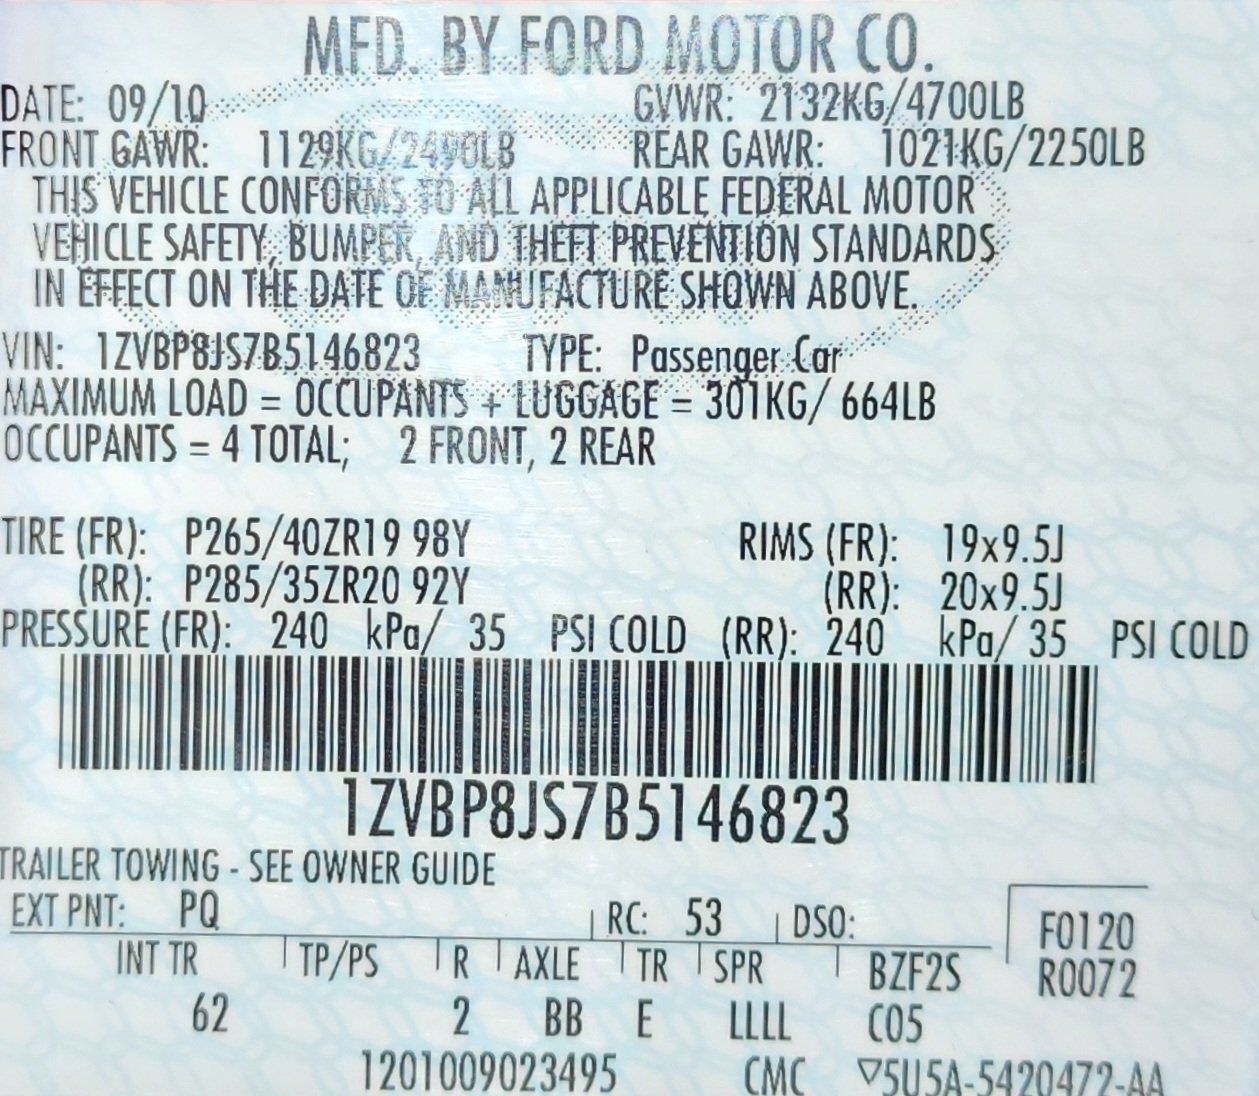 MFD. BY FORD MOTOR CO.
DATE: 09/10 GVWR: 2132KG/4700LB
FRONT GAWR: 1129KG/2490LB REAR GAWR: 1021KG/2250LB
THIS VEHICLE CONFORMS TO ALL APPLICABLE FEDERAL MOTOR
VEHICLE SAFETY, BUMPER, AND THEFT PREVENTION STANDARDS
IN EFFECT ON THE DATE OF MANUFACTURE SHOWN ABOVE.
VIN: 1ZVBP8JS7B5146823 TYPE: Passenger Car
MAXIMUM LOAD = OCCUPANTS + LUGGAGE = 301KG/ 664LB
OCCUPANTS = 4 TOTAL; 2 FRONT, 2 REAR
TIRE (FR): P265/40ZR19 98Y RIMS (FR): 19x9.5J
(RR): P285/35ZR20 92Y (RR): 20x9.5J
PRESSURE (FR): 240 kPa/ 35 PSI COLD (RR): 240 kPa/ 35 PSI COLD
1ZVBP8JS7B5146823
TRAILER TOWING - SEE OWNER GUIDE
EXT PNT: PQ RC: 53 DSO: F0120
INT TR TP/PS R AXLE TR SPR BZF2S R0072
62 2 BB E LLLL C05
1201009023495 CMC ▽5U5A-5420472-AA